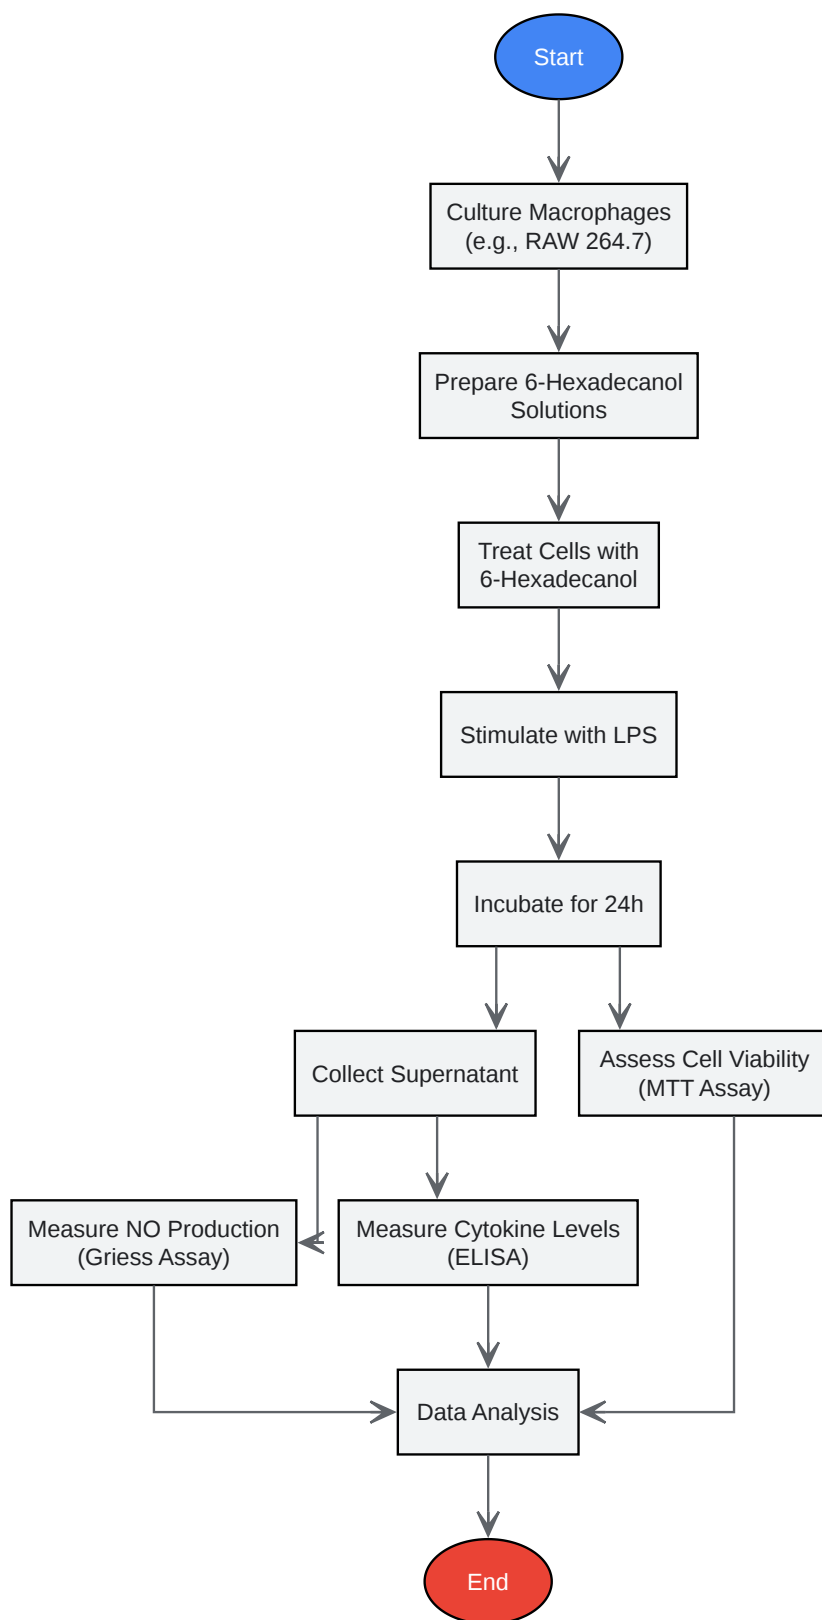 Start
Culture Macrophages
(e.g., RAW 264.7)
Prepare 6-Hexadecanol
Solutions
Treat Cells with
6-Hexadecanol
Stimulate with LPS
Incubate for 24h
Collect Supernatant
Assess Cell Viability
(MTT Assay)
Measure NO Production
(Griess Assay)
Measure Cytokine Levels
(ELISA)
Data Analysis
End